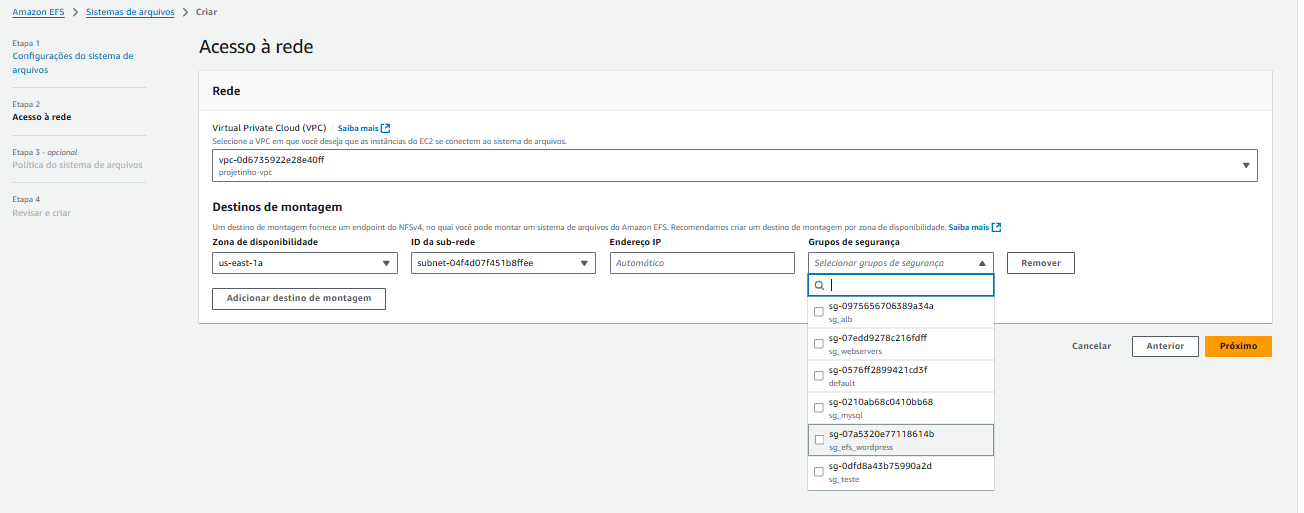 Amazon EFS > Sistemas de arquivos > Criar
Etapa 1
Configurações do sistema de
arquivos
Etapa 2
Acesso à rede
Etapa 3 - opcional
Política do sistema de arquivos
Etapa 4
Revisar e criar
Acesso à rede
Rede
Virtual Private Cloud (VPC) | Saiba mais
Selecione a VPC em que você deseja que as instâncias do EC2 se conectem ao sistema de arquivos.
vpc-0d6735922e28e40ff
projetinho-vpc
Destinos de montagem
Um destino de montagem fornece um endpoint do NFSv4, no qual você pode montar um sistema de arquivos do Amazon EFS. Recomendamos criar um destino de montagem por zona de disponibilidade. Saiba mais
Zona de disponibilidade ID da sub-rede Endereço IP Grupos de segurança
us-east-1a subnet-04f4d07f451b8ffee Automático Selecionar grupos de segurança Remover
Adicionar destino de montagem
sg-0975656706389a34a
sg_alb
sg-07edd9278c216fdff
sg_webservers
sg-0576ff2899421cd3f
default
sg-0210ab68c0410bb68
sg_mysql
sg-07a5320e77118614b
sg_efs_wordpress
sg-0dfd8a43b75990a2d
sg_teste
Cancelar Anterior Próximo